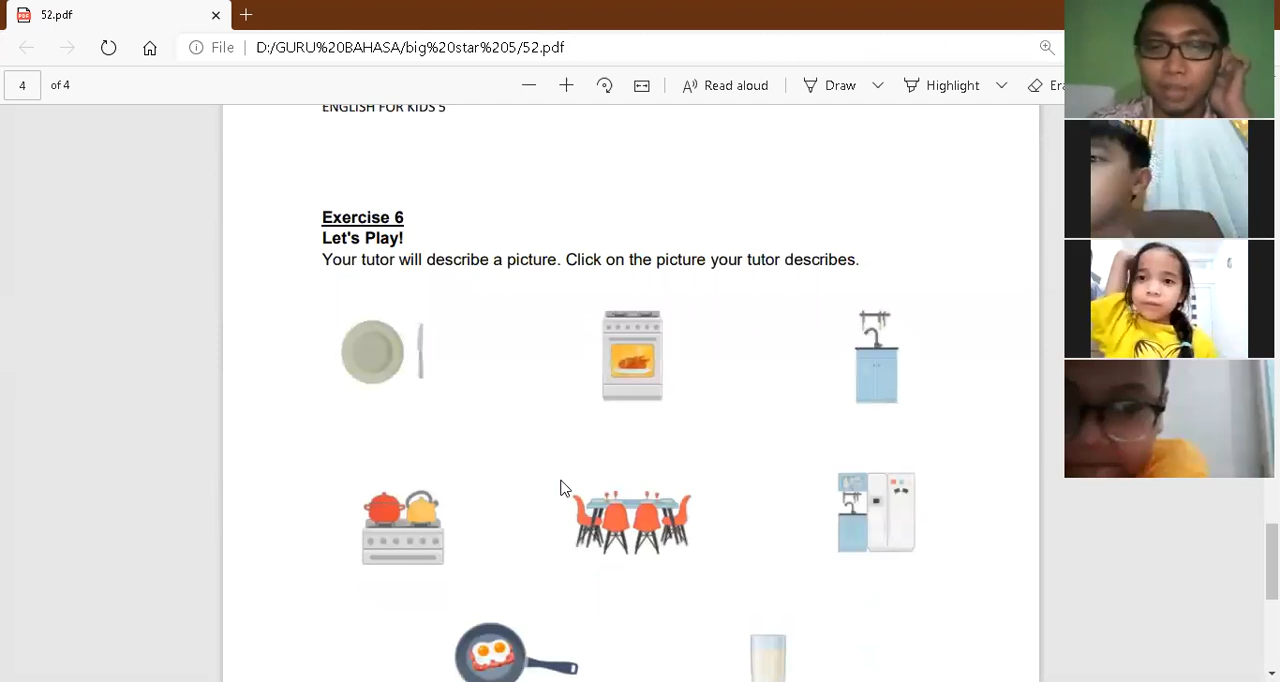 52.pdf
File D:/GURU%20BAHASA/big%20star%205/52.pdf
4 of 4 Read aloud Draw Highlight
ENGLISH FOR KIDS 5
Exercise 6
Let's Play!
Your tutor will describe a picture. Click on the picture your tutor describes.